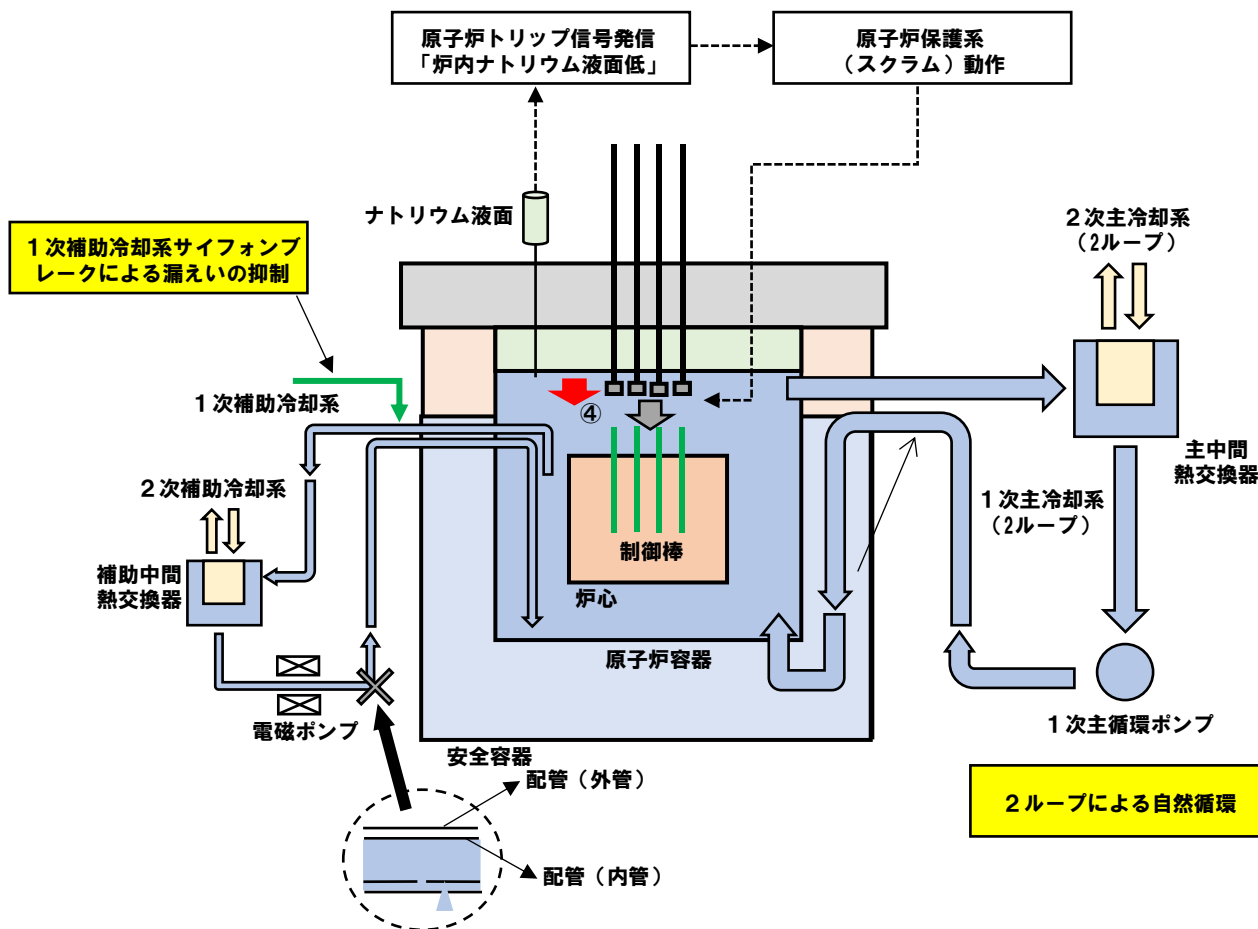 原子炉トリップ信号発信
「炉内ナトリウム液面低」
原子炉保護系
(スクラム)動作
ナトリウム液面
1次補助冷却系サイフォンブ
レークによる漏えいの抑制
2次主冷却系
(2ループ)
1次補助冷却系
④
主中間
熱交換器
2次補助冷却系
1次主冷却系
(2ループ)
制御棒
補助中間
熱交換器
炉心
原子炉容器
電磁ポンプ
1次主循環ポンプ
安全容器
配管(外管)
2ループによる自然循環
配管(内管)